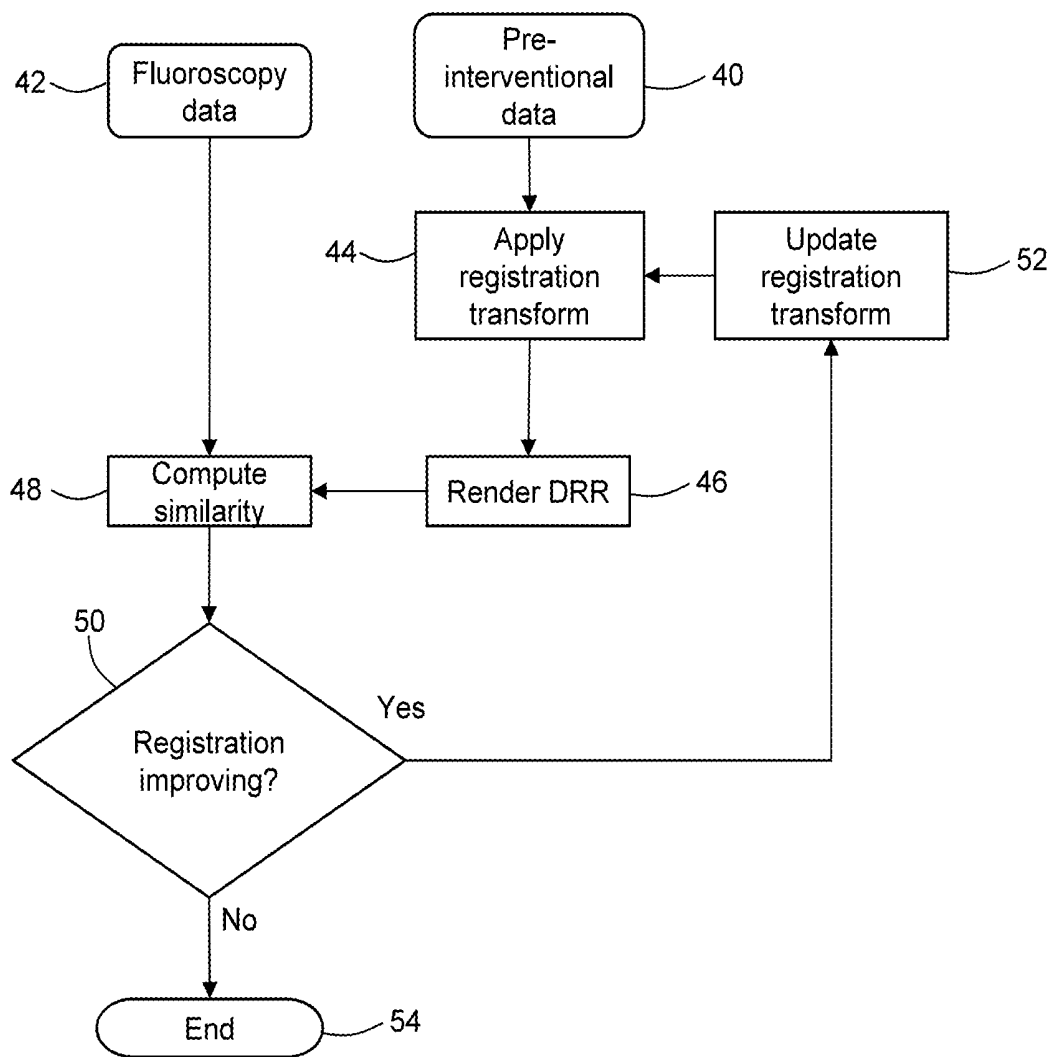 42
Fluoroscopy
data
Pre-
interventional
data
40
44
Apply
registration
transform
Update
registration
transform
52
48
Compute
similarity
Render DRR
46
50
Registration
improving?
Yes
No
End
54